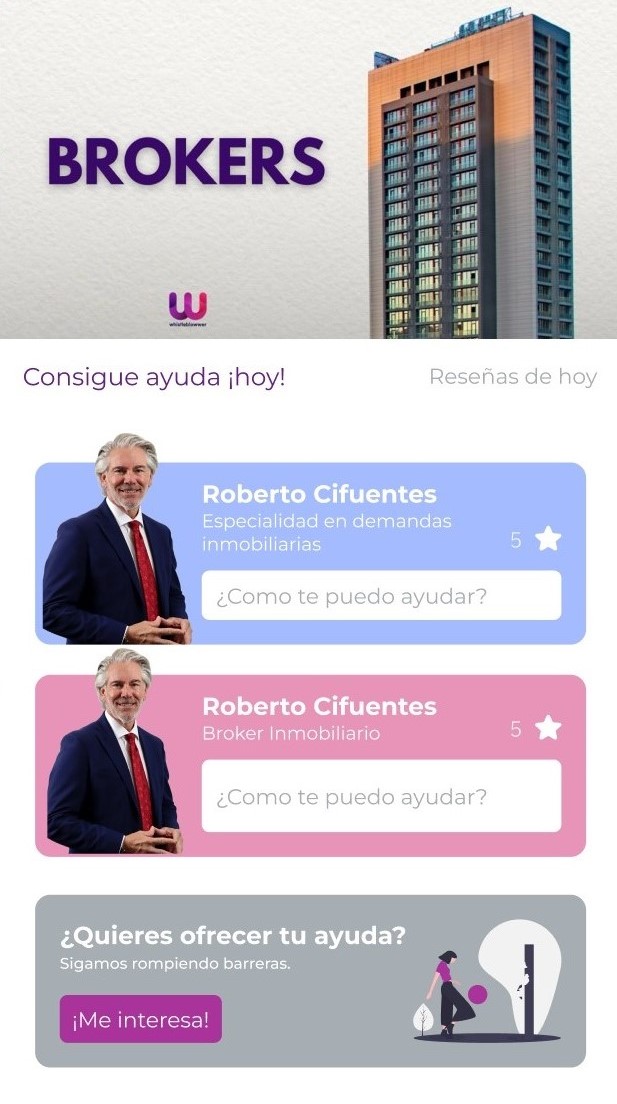 BROKERS
whistleblowwer
Consigue ayuda ¡hoy!
Reseñas de hoy
Roberto Cifuentes
Especialidad en demandas
inmobiliarias
5
¿Como te puedo ayudar?
Roberto Cifuentes
Broker Inmobiliario
5
¿Como te puedo ayudar?
¿Quieres ofrecer tu ayuda?
Sigamos rompiendo barreras.
¡Me interesa!